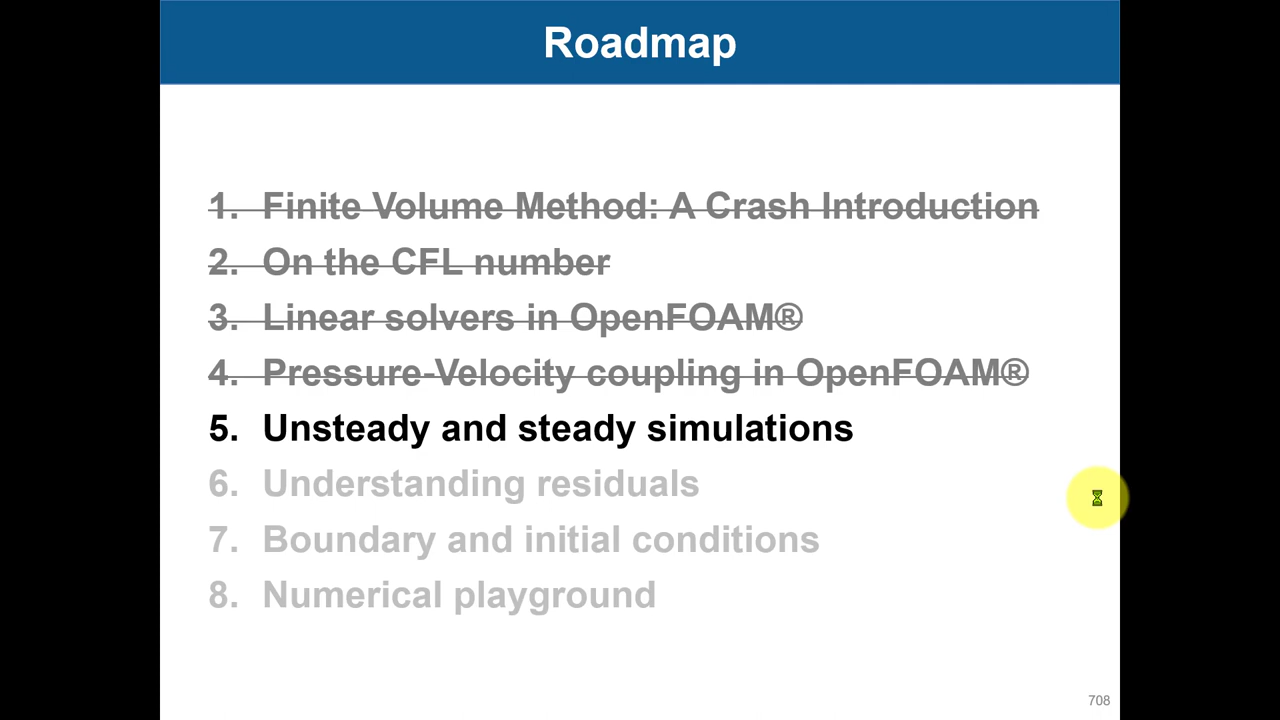 Roadmap
1. Finite Volume Method: A Crash Introduction
2. On the CFL number
3. Linear solvers in OpenFOAM®
4. Pressure-Velocity coupling in OpenFOAM®
5. Unsteady and steady simulations
6. Understanding residuals
7. Boundary and initial conditions
8. Numerical playground
708